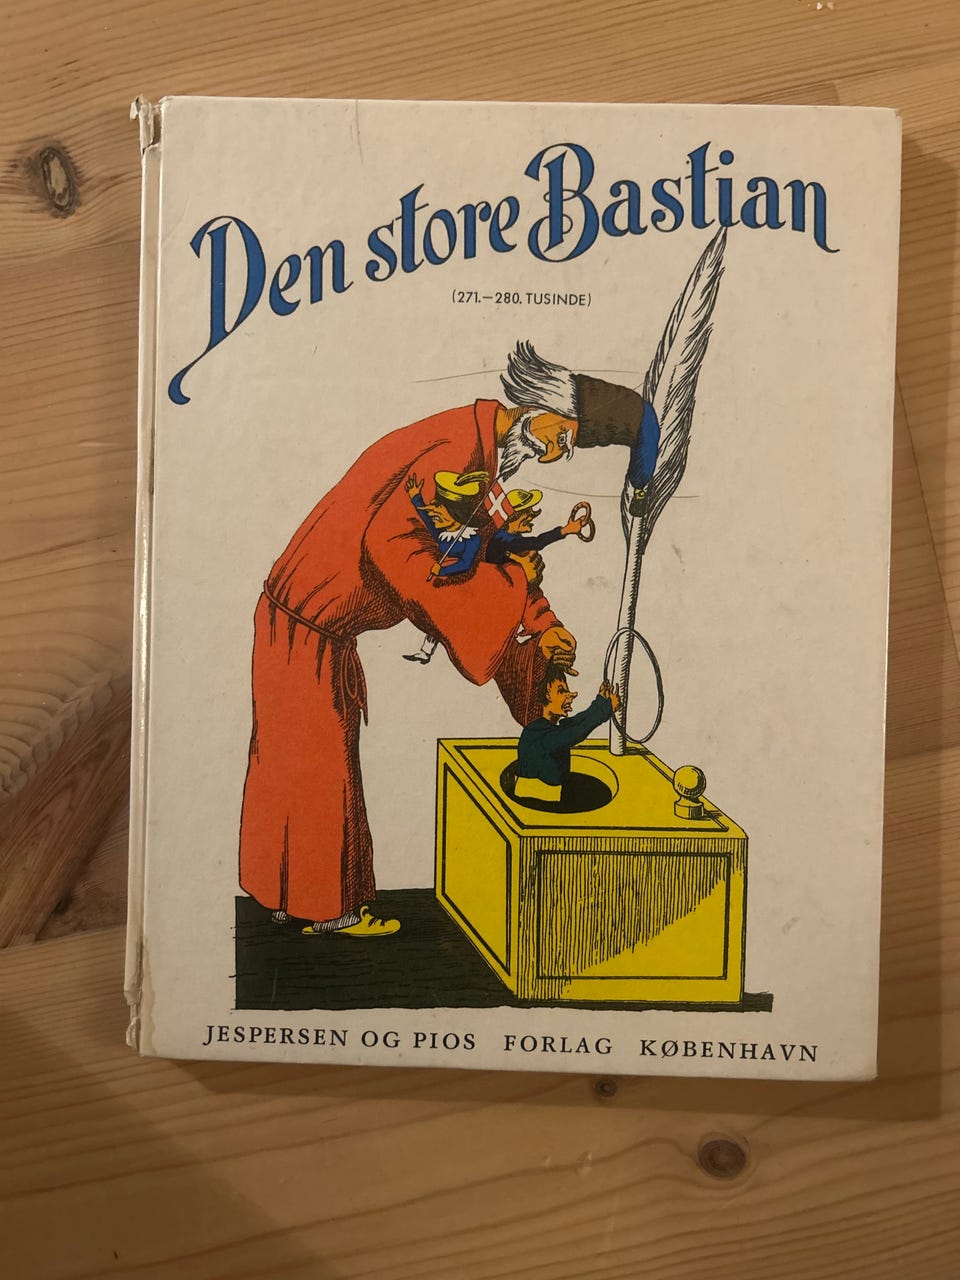 Den store Bastian
(271.—280. TUSINDE)
JESPERSEN OG PIOS FORLAG KØBENHAVN